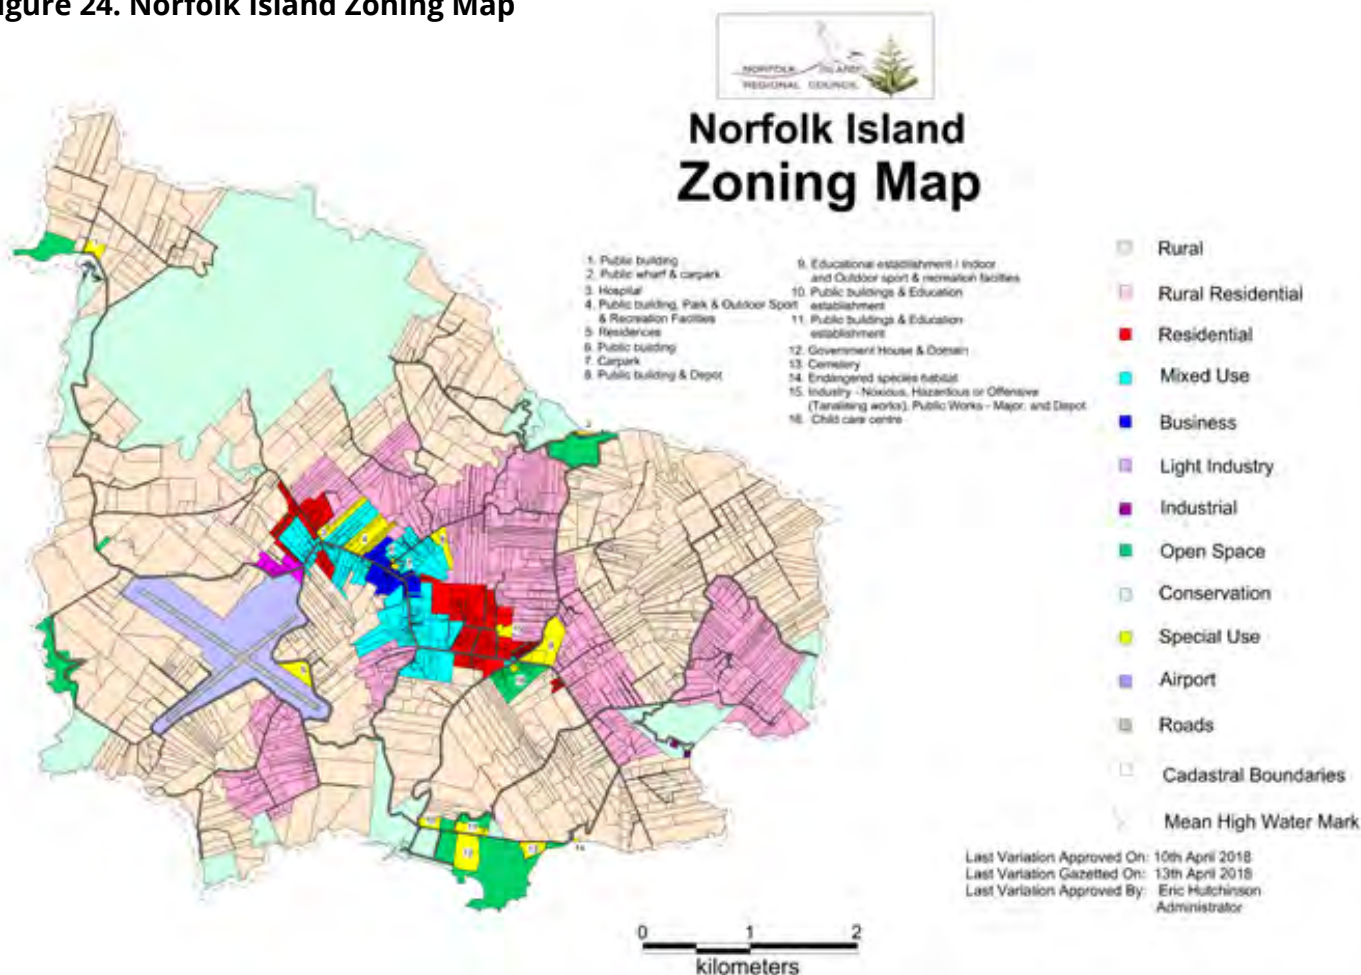 igure 24. Norfolk Island Zoning Map
NORFOLK ISLAND
REGIONAL COUNCIL
Norfolk Island
Zoning Map
1. Public building
2. Public wharf & carpark
3. Hospital
4. Public building, Park & Outdoor Sport
& Recreation Facilities
5. Residences
6. Public building
7. Carpark
8. Public building & Depot
9. Educational establishment / Indoor
and Outdoor sport & recreation facilities
10. Public buildings & Education
establishment
11. Public buildings & Education
establishment
12. Government House & Domain
13. Cemetery
14. Endangered species habitat
15. Industry - Noxious, Hazardous or Offensive
(Tanalising works), Public Works - Major, and Depot
16. Child care centre
Rural
Rural Residential
Residential
Mixed Use
Business
Light Industry
Industrial
Open Space
Conservation
Special Use
Airport
Roads
Cadastral Boundaries
Mean High Water Mark
Last Variation Approved On: 10th April 2018
Last Variation Gazetted On: 13th April 2018
Last Variation Approved By: Eric Hutchinson
Administrator
0 1 2
kilometers